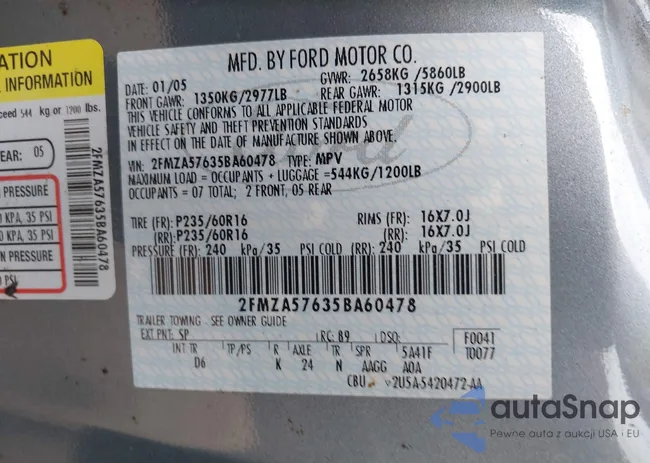 ATION
L INFORMATION
ceed 544 kg or 1200 lbs.
EAR: 05
PRESSURE
KPA, 35 PSI
KPA, 35 PSI
N PRESSURE
PSI
2FMZA57635BA60478
MFD. BY FORD MOTOR CO.
DATE: 01/05 GVWR: 2658KG /5860LB
FRONT GAWR: 1350KG/2977LB REAR GAWR: 1315KG /2900LB
THIS VEHICLE CONFORMS TO ALL APPLICABLE FEDERAL MOTOR
VEHICLE SAFETY AND THEFT PREVENTION STANDARDS
IN EFFECT ON THE DATE OF MANUFACTURE SHOWN ABOVE.
VIN: 2FMZA57635BA60478 TYPE: MPV
MAXIMUM LOAD = OCCUPANTS + LUGGAGE =544KG/1200LB
OCCUPANTS = 07 TOTAL; 2 FRONT, 05 REAR
TIRE (FR): P235/60R16 RIMS (FR): 16X7.0J
(RR): P235/60R16 (RR): 16X7.0J
PRESSURE (FR): 240 kPa/35 PSI COLD (RR): 240 kPa/35 PSI COLD
2FMZA57635BA60478
TRAILER TOWING - SEE OWNER GUIDE
EXT PNT: SP RC: 89 DSO: F0041
INT TR TP/PS R AXLE TR SPR 5A41F T0077
D6 K 24 N AAGG A0A
CBU v2U5A-5420472-AA
autaSnap
Pewne auta z aukcji USA i EU